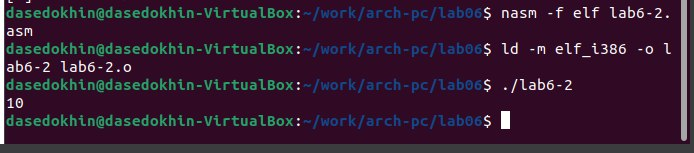 dasedokhin@dasedokhin-VirtualBox:~/work/arch-pc/lab06$ nasm -f elf lab6-2.
asm
dasedokhin@dasedokhin-VirtualBox:~/work/arch-pc/lab06$ ld -m elf_i386 -o l
ab6-2 lab6-2.o
dasedokhin@dasedokhin-VirtualBox:~/work/arch-pc/lab06$ ./lab6-2
10
dasedokhin@dasedokhin-VirtualBox:~/work/arch-pc/lab06$